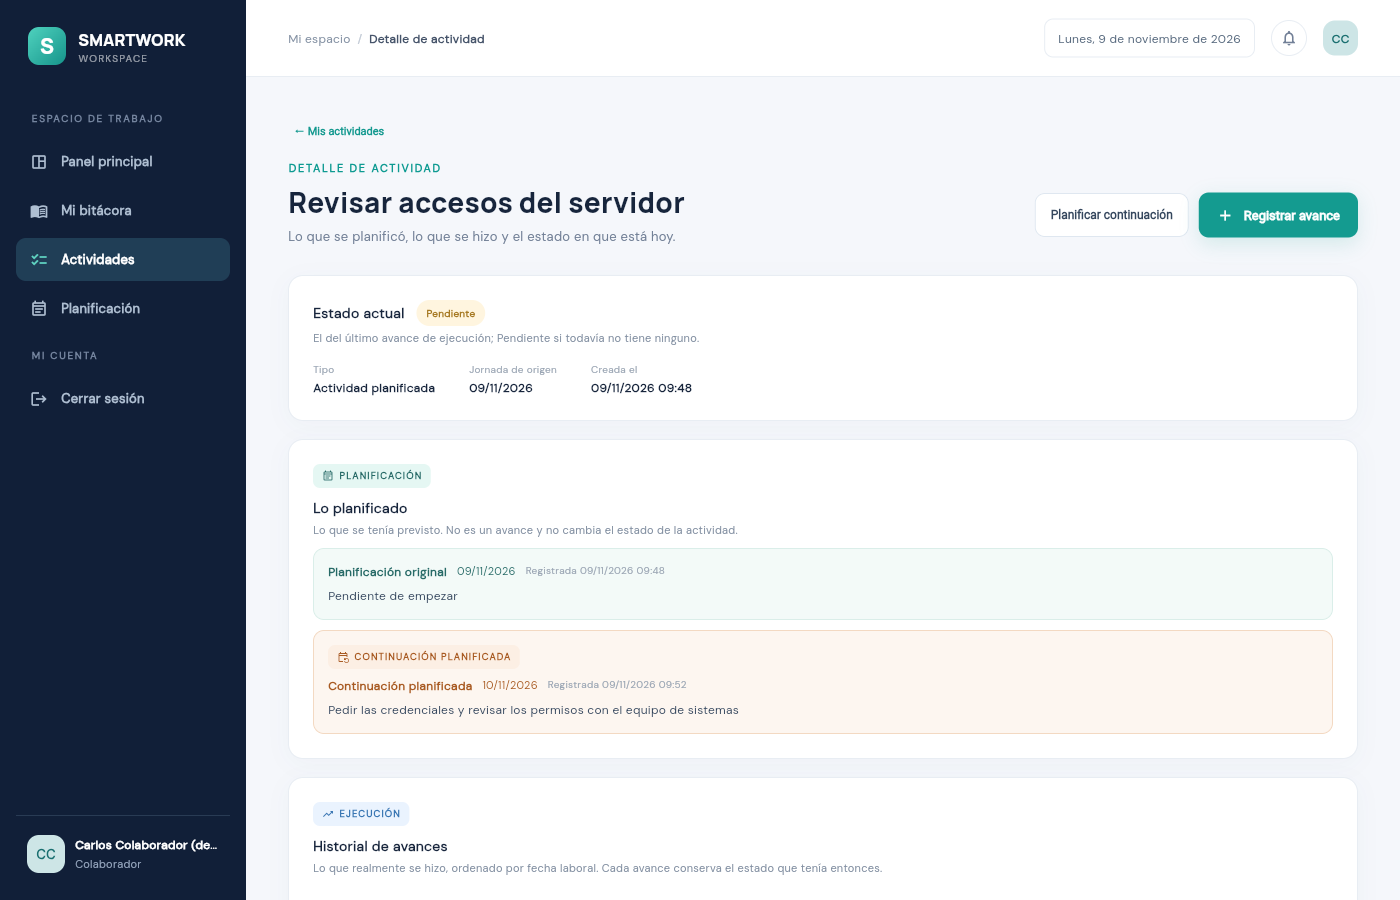 S
SMARTWORK
WORKSPACE
ESPACIO DE TRABAJO
Panel principal
Mi bitácora
Actividades
Planificación
MI CUENTA
Cerrar sesión
CC
Carlos Colaborador (de...
Colaborador
Mi espacio / Detalle de actividad
Lunes, 9 de noviembre de 2026
CC
← Mis actividades
DETALLE DE ACTIVIDAD
Revisar accesos del servidor
Lo que se planificó, lo que se hizo y el estado en que está hoy.
Planificar continuación
+ Registrar avance
Estado actual Pendiente
El del último avance de ejecución; Pendiente si todavía no tiene ninguno.
Tipo Jornada de origen Creada el
Actividad planificada 09/11/2026 09/11/2026 09:48
PLANIFICACIÓN
Lo planificado
Lo que se tenía previsto. No es un avance y no cambia el estado de la actividad.
Planificación original 09/11/2026 Registrada 09/11/2026 09:48
Pendiente de empezar
CONTINUACIÓN PLANIFICADA
Continuación planificada 10/11/2026 Registrada 09/11/2026 09:52
Pedir las credenciales y revisar los permisos con el equipo de sistemas
EJECUCIÓN
Historial de avances
Lo que realmente se hizo, ordenado por fecha laboral. Cada avance conserva el estado que tenía entonces.